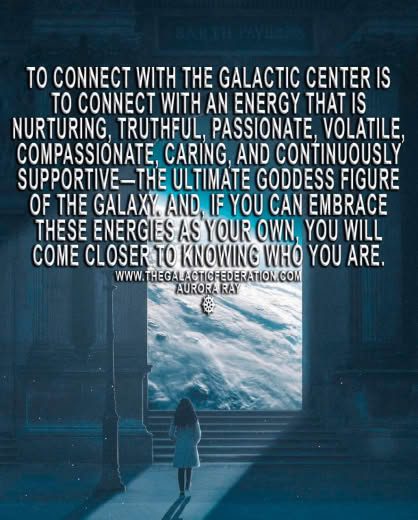 TO CONNECT WITH THE GALACTIC CENTER IS
TO CONNECT WITH AN ENERGY THAT IS
NURTURING, TRUTHFUL, PASSIONATE, VOLATILE,
COMPASSIONATE, CARING, AND CONTINUOUSLY
SUPPORTIVE—THE ULTIMATE GODDESS FIGURE
OF THE GALAXY. AND, IF YOU CAN EMBRACE
THESE ENERGIES AS YOUR OWN, YOU WILL
COME CLOSER TO KNOWING WHO YOU ARE.
WWW.THEGALACTICFEDERATION.COM
AURORA RAY